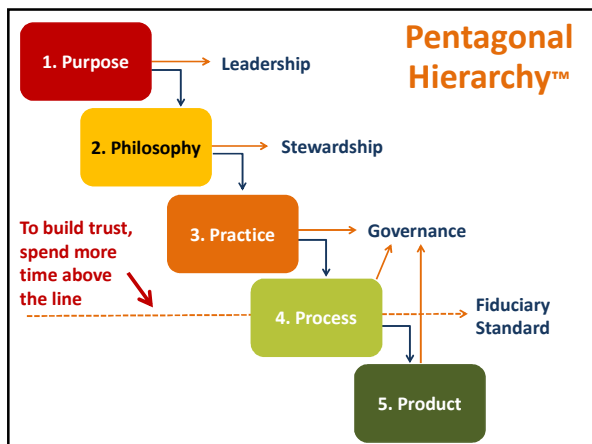 Pentagonal
Hierarchy™
1. Purpose
Leadership
2. Philosophy
Stewardship
To build trust,
spend more
time above
the line
3. Practice
Governance
4. Process
Fiduciary
Standard
5. Product